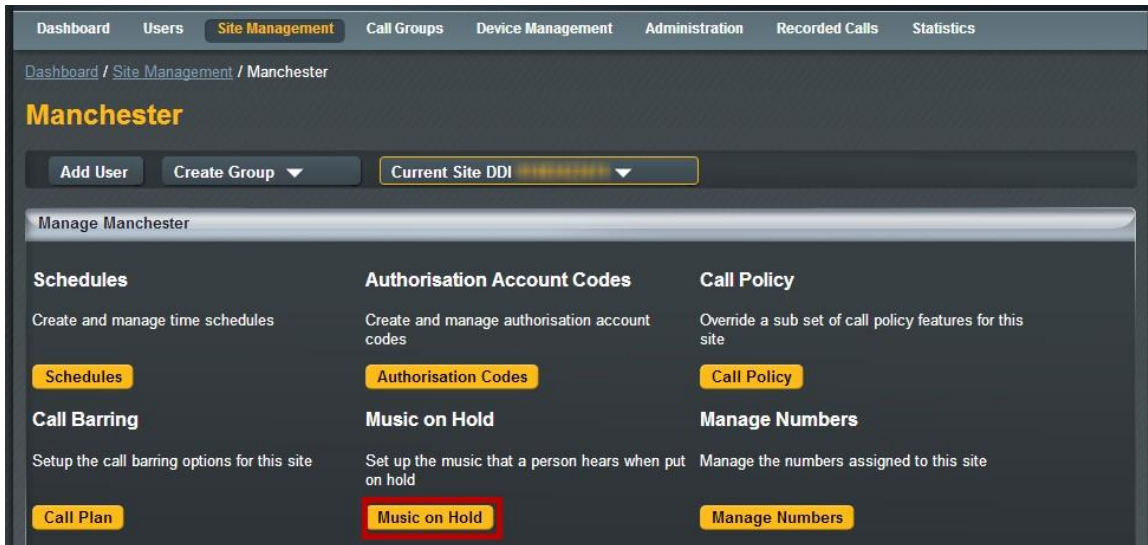 Dashboard Users Site Management Call Groups Device Management Administration Recorded Calls Statistics
Dashboard / Site Management / Manchester
Manchester
Add User Create Group Current Site DDI
Manage Manchester
Schedules Authorisation Account Codes Call Policy
Create and manage time schedules Create and manage authorisation account Override a sub set of call policy features for this
codes site
Schedules Authorisation Codes Call Policy
Call Barring Music on Hold Manage Numbers
Setup the call barring options for this site Set up the music that a person hears when put Manage the numbers assigned to this site
on hold
Call Plan Music on Hold Manage Numbers